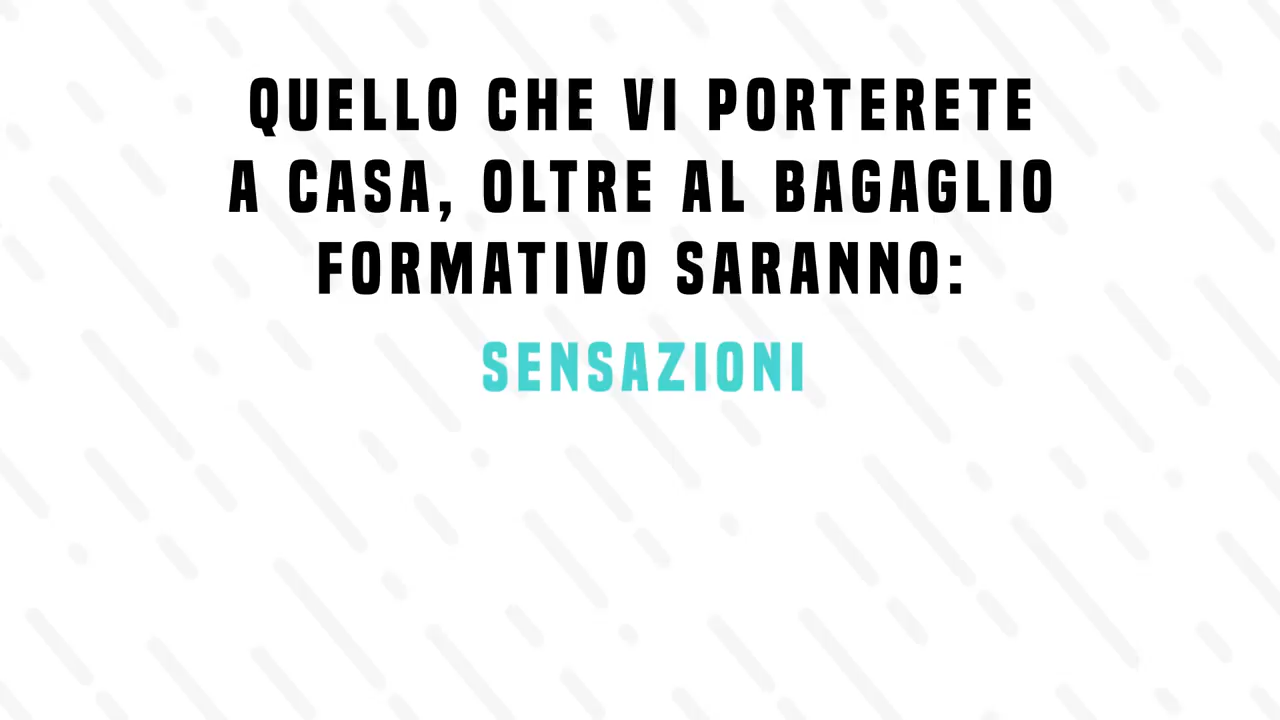 QUELLO CHE VI PORTERETE
A CASA, OLTRE AL BAGAGLIO
FORMATIVO SARANNO:
SENSAZIONI